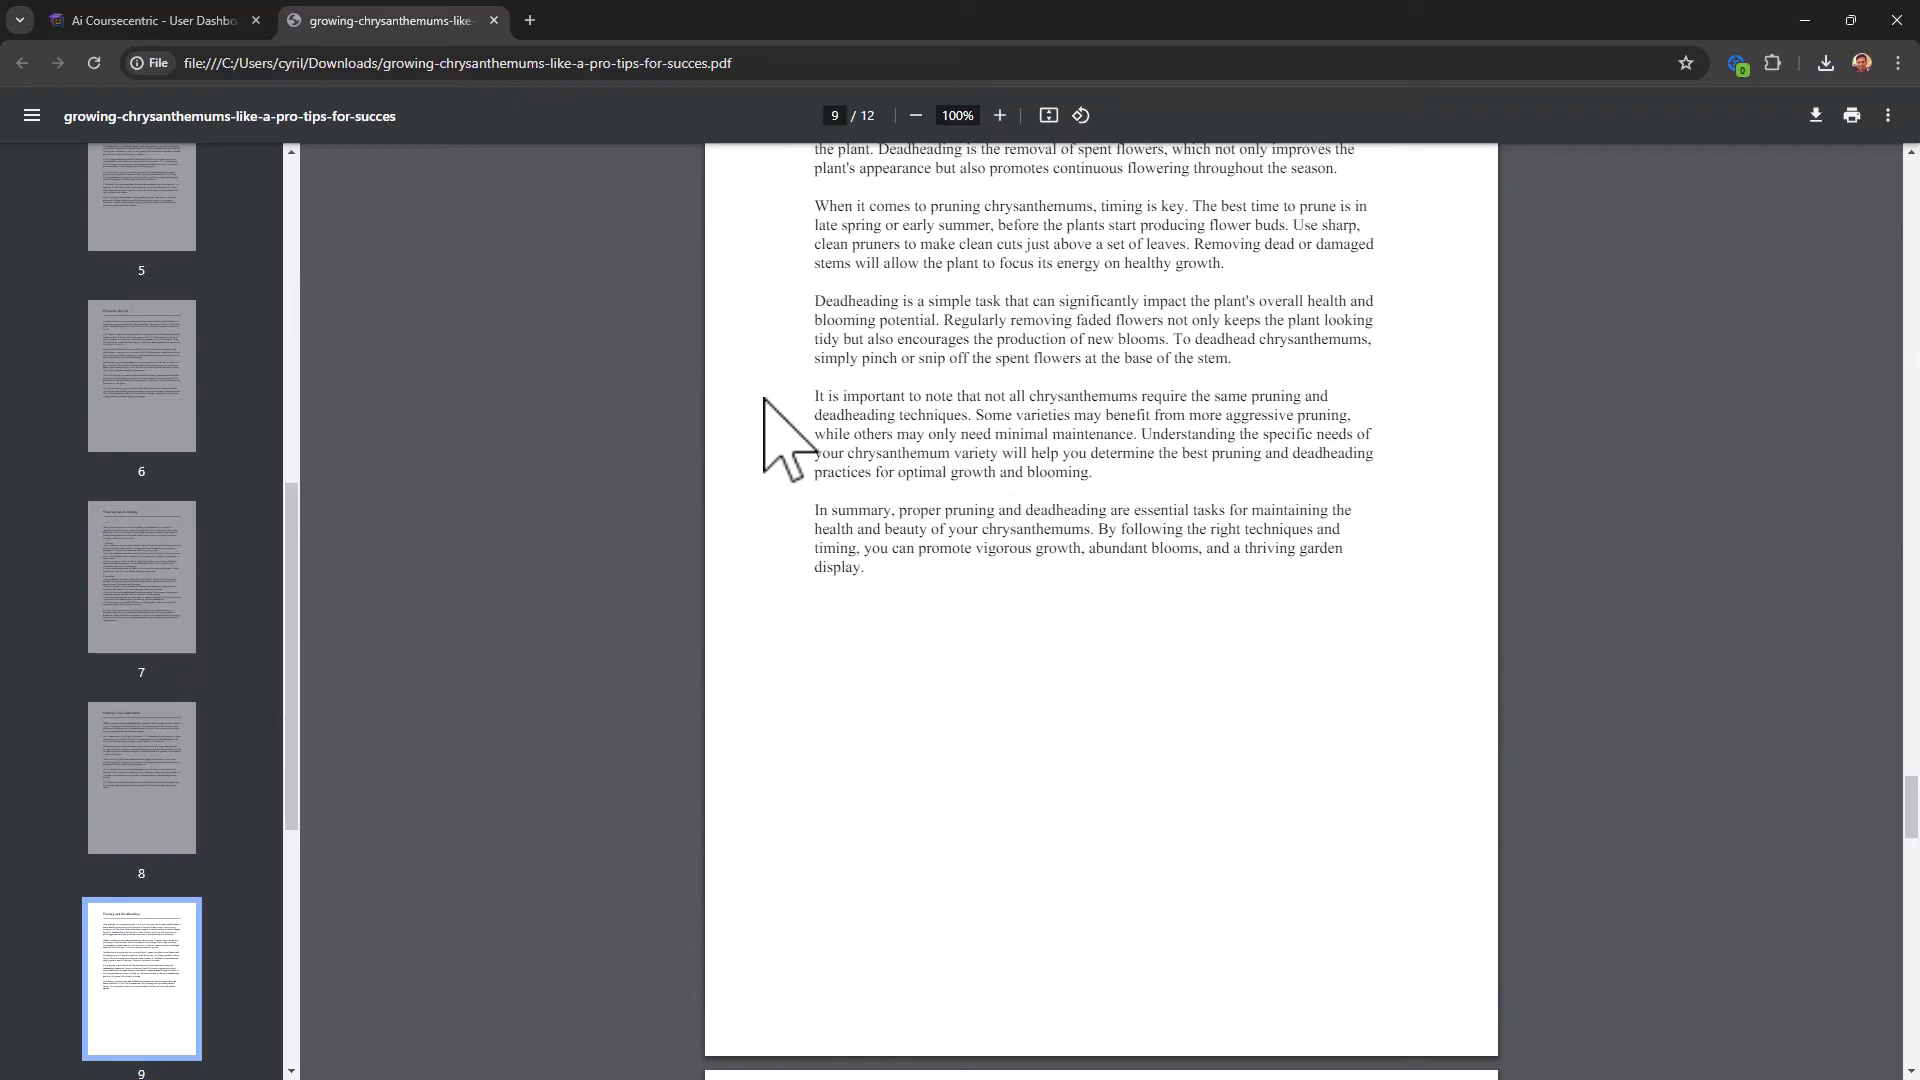 Ai Coursecentric - User Dashbo
growing-chrysanthemums-like-
File
file:///C:/Users/cyril/Downloads/growing-chrysanthemums-like-a-pro-tips-for-succes.pdf
0
growing-chrysanthemums-like-a-pro-tips-for-succes
9 / 12
100%
5
6
7
8
9
the plant. Deadheading is the removal of spent flowers, which not only improves the
plant's appearance but also promotes continuous flowering throughout the season.
When it comes to pruning chrysanthemums, timing is key. The best time to prune is in
late spring or early summer, before the plants start producing flower buds. Use sharp,
clean pruners to make clean cuts just above a set of leaves. Removing dead or damaged
stems will allow the plant to focus its energy on healthy growth.
Deadheading is a simple task that can significantly impact the plant's overall health and
blooming potential. Regularly removing faded flowers not only keeps the plant looking
tidy but also encourages the production of new blooms. To deadhead chrysanthemums,
simply pinch or snip off the spent flowers at the base of the stem.
It is important to note that not all chrysanthemums require the same pruning and
deadheading techniques. Some varieties may benefit from more aggressive pruning,
while others may only need minimal maintenance. Understanding the specific needs of
your chrysanthemum variety will help you determine the best pruning and deadheading
practices for optimal growth and blooming.
In summary, proper pruning and deadheading are essential tasks for maintaining the
health and beauty of your chrysanthemums. By following the right techniques and
timing, you can promote vigorous growth, abundant blooms, and a thriving garden
display.